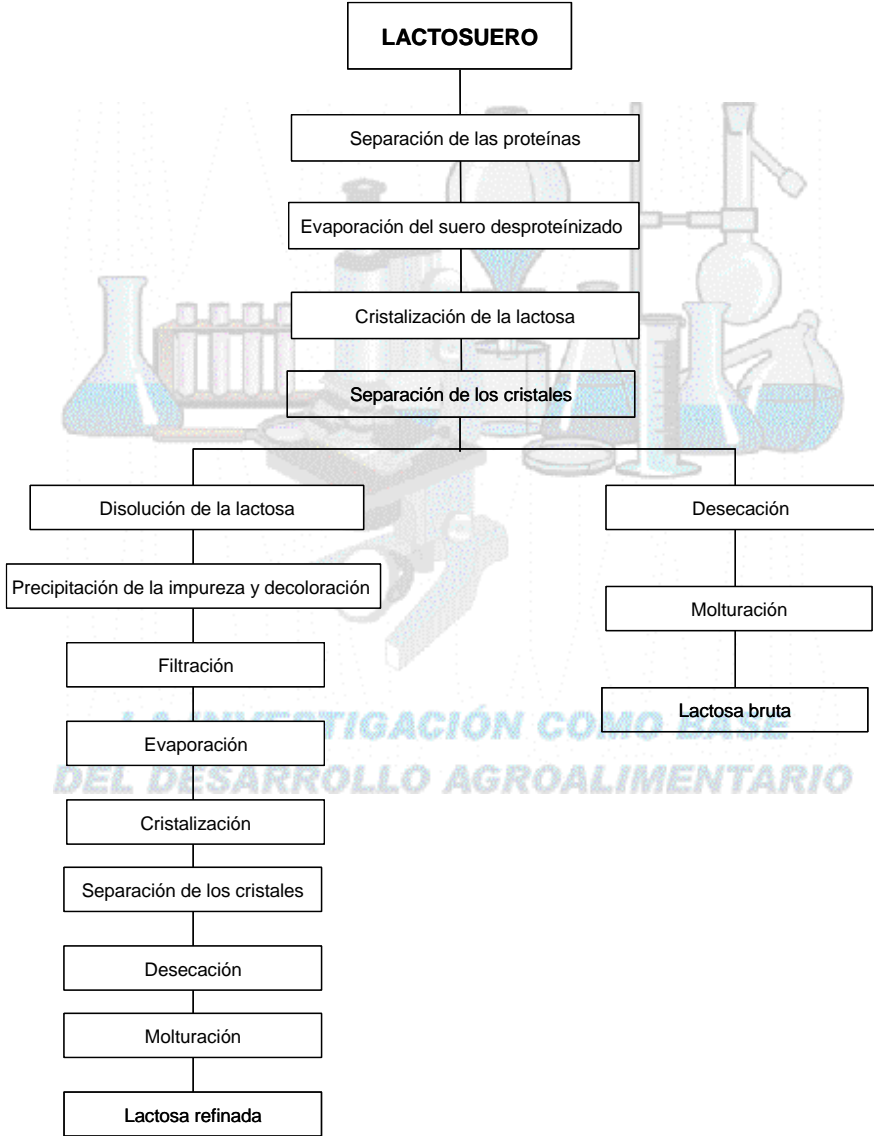 LACTOSUERO
Separación de las proteínas
Evaporación del suero desproteínizado
Cristalización de la lactosa
Separación de los cristales
Disolución de la lactosa
Precipitación de la impureza y decoloración
Filtración
Evaporación
Cristalización
Separación de los cristales
Desecación
Molturación
Lactosa refinada
Desecación
Molturación
Lactosa bruta
LA INVESTIGACIÓN COMO BASE
DEL DESARROLLO AGROALIMENTARIO